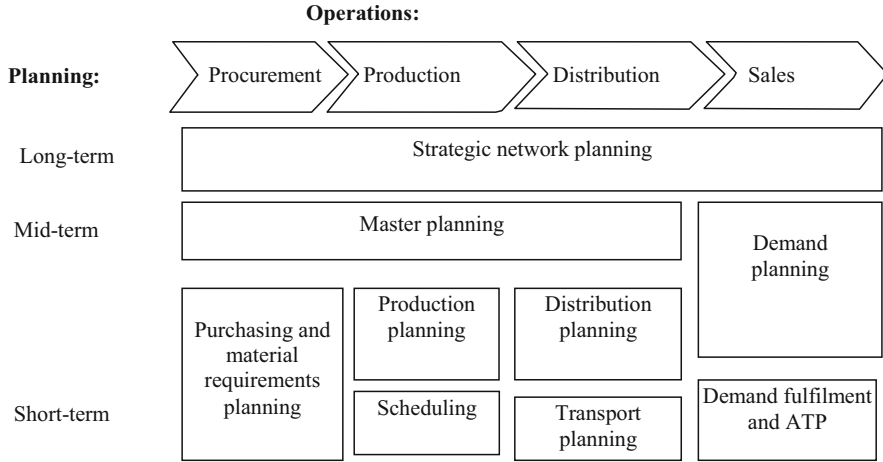 Operations:
Planning:
Procurement
Production
Distribution
Sales
Long-term
Strategic network planning
Mid-term
Master planning
Demand
planning
Purchasing and
material
requirements
planning
Production
planning
Distribution
planning
Short-term
Scheduling
Transport
planning
Demand fulfilment
and ATP